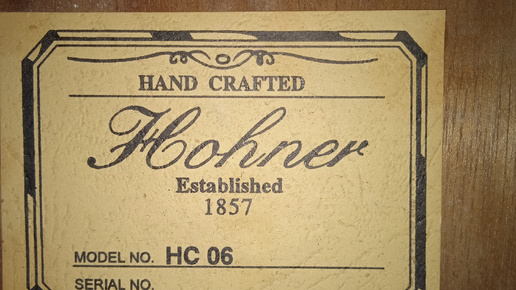 HAND CRAFTED
Hohner
Established
1857
MODEL NO. HC 06
SERIAL NO.